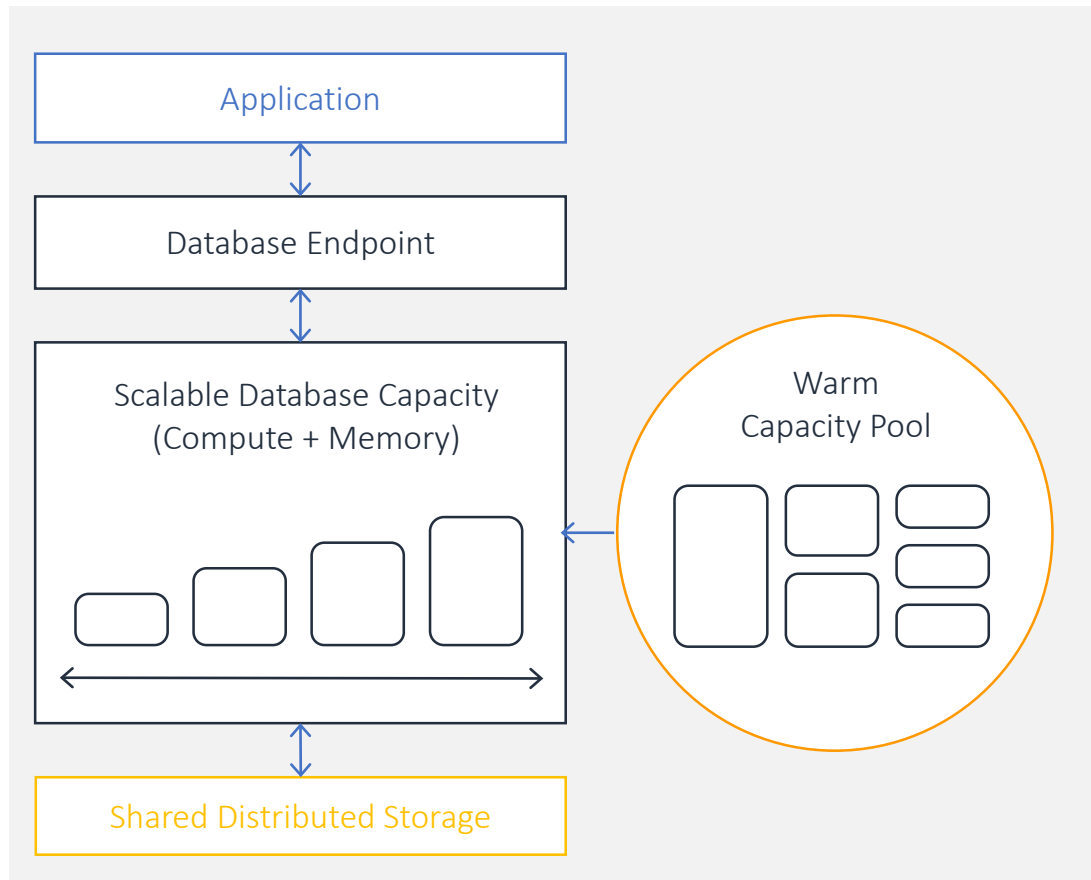 Application
Database Endpoint
Scalable Database Capacity
(Compute + Memory)
Warm
Capacity Pool
Shared Distributed Storage